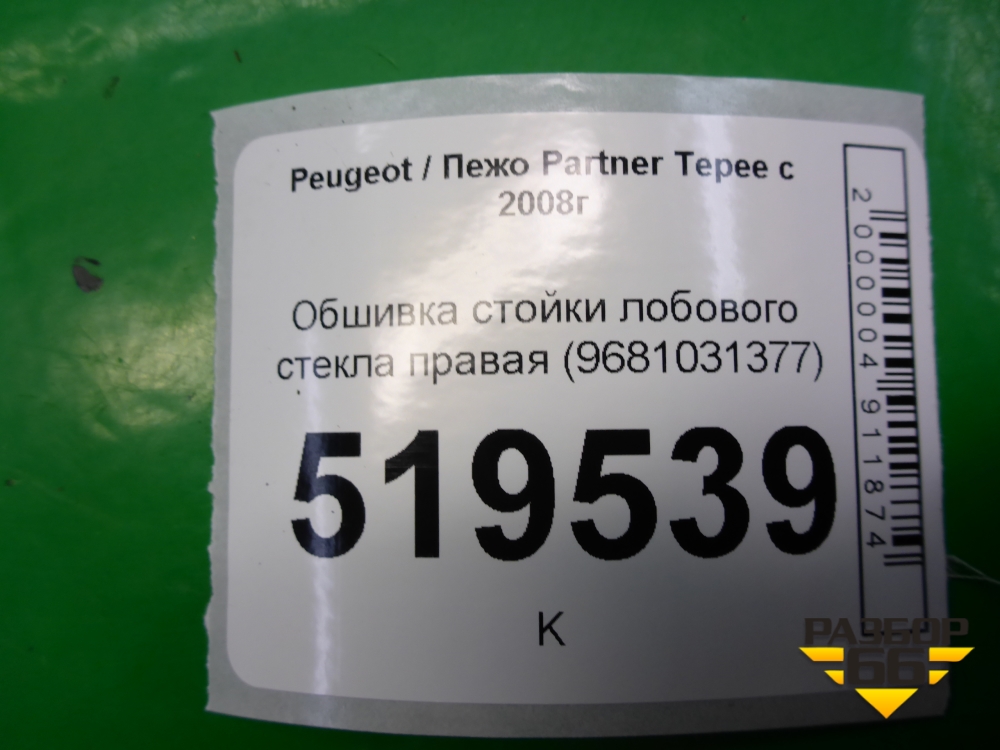 Peugeot / Пежо Partner Tepee с
2008г
Обшивка стойки лобового
стекла правая (9681031377)
519539
К
2000004911874
РАЗБОР
66